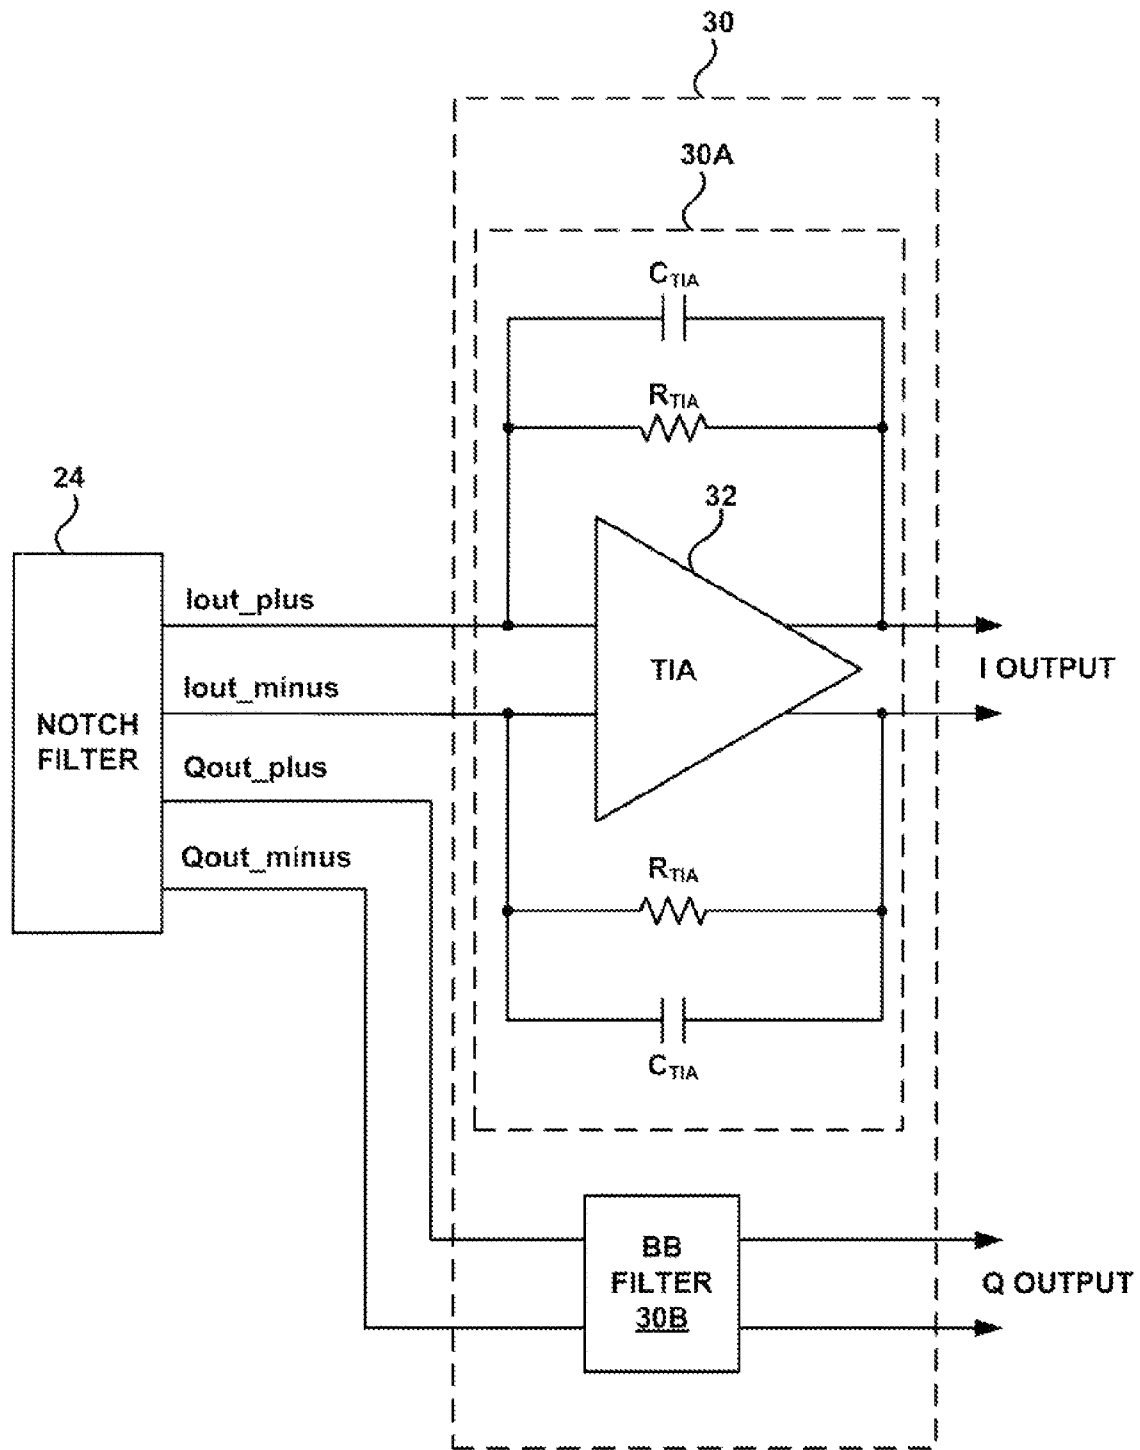 30
30A
CTIA
RTIA
24
32
Iout_plus
TIA
I OUTPUT
Iout_minus
NOTCH
FILTER
Qout_plus
Qout_minus
RTIA
CTIA
BB
FILTER
30B
Q OUTPUT